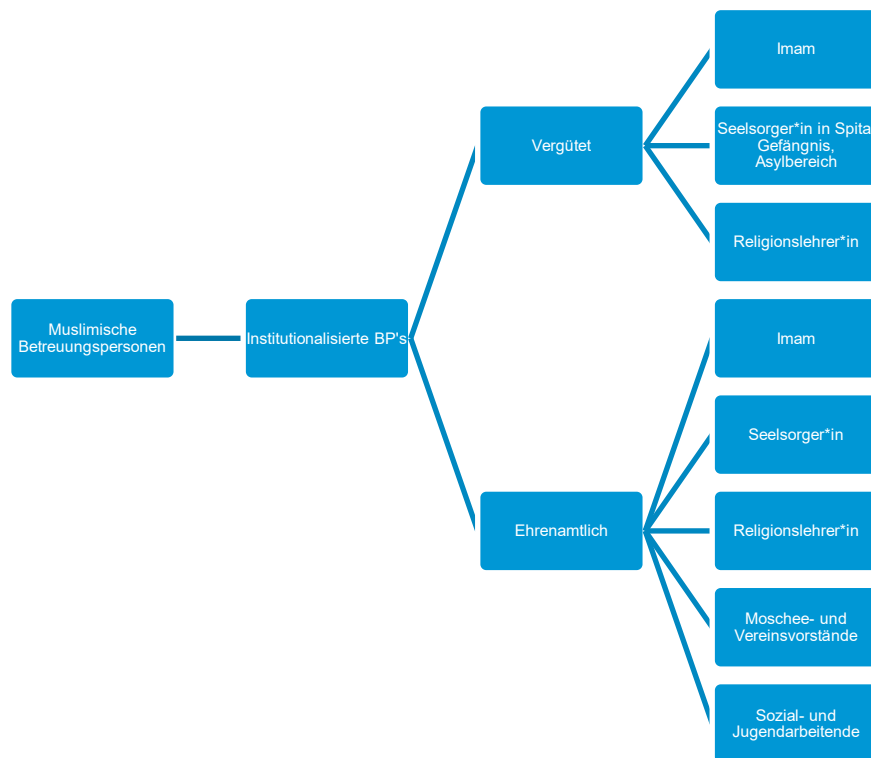 Muslimische
Betreuungspersonen
Institutionalisierte BP's
Vergütet
Imam
Seelsorger*in in Spita
Gefängnis,
Asylbereich
Religionslehrer*in
Ehrenamtlich
Imam
Seelsorger*in
Religionslehrer*in
Moschee- und
Vereinsvorstände
Sozial- und
Jugendarbeitende